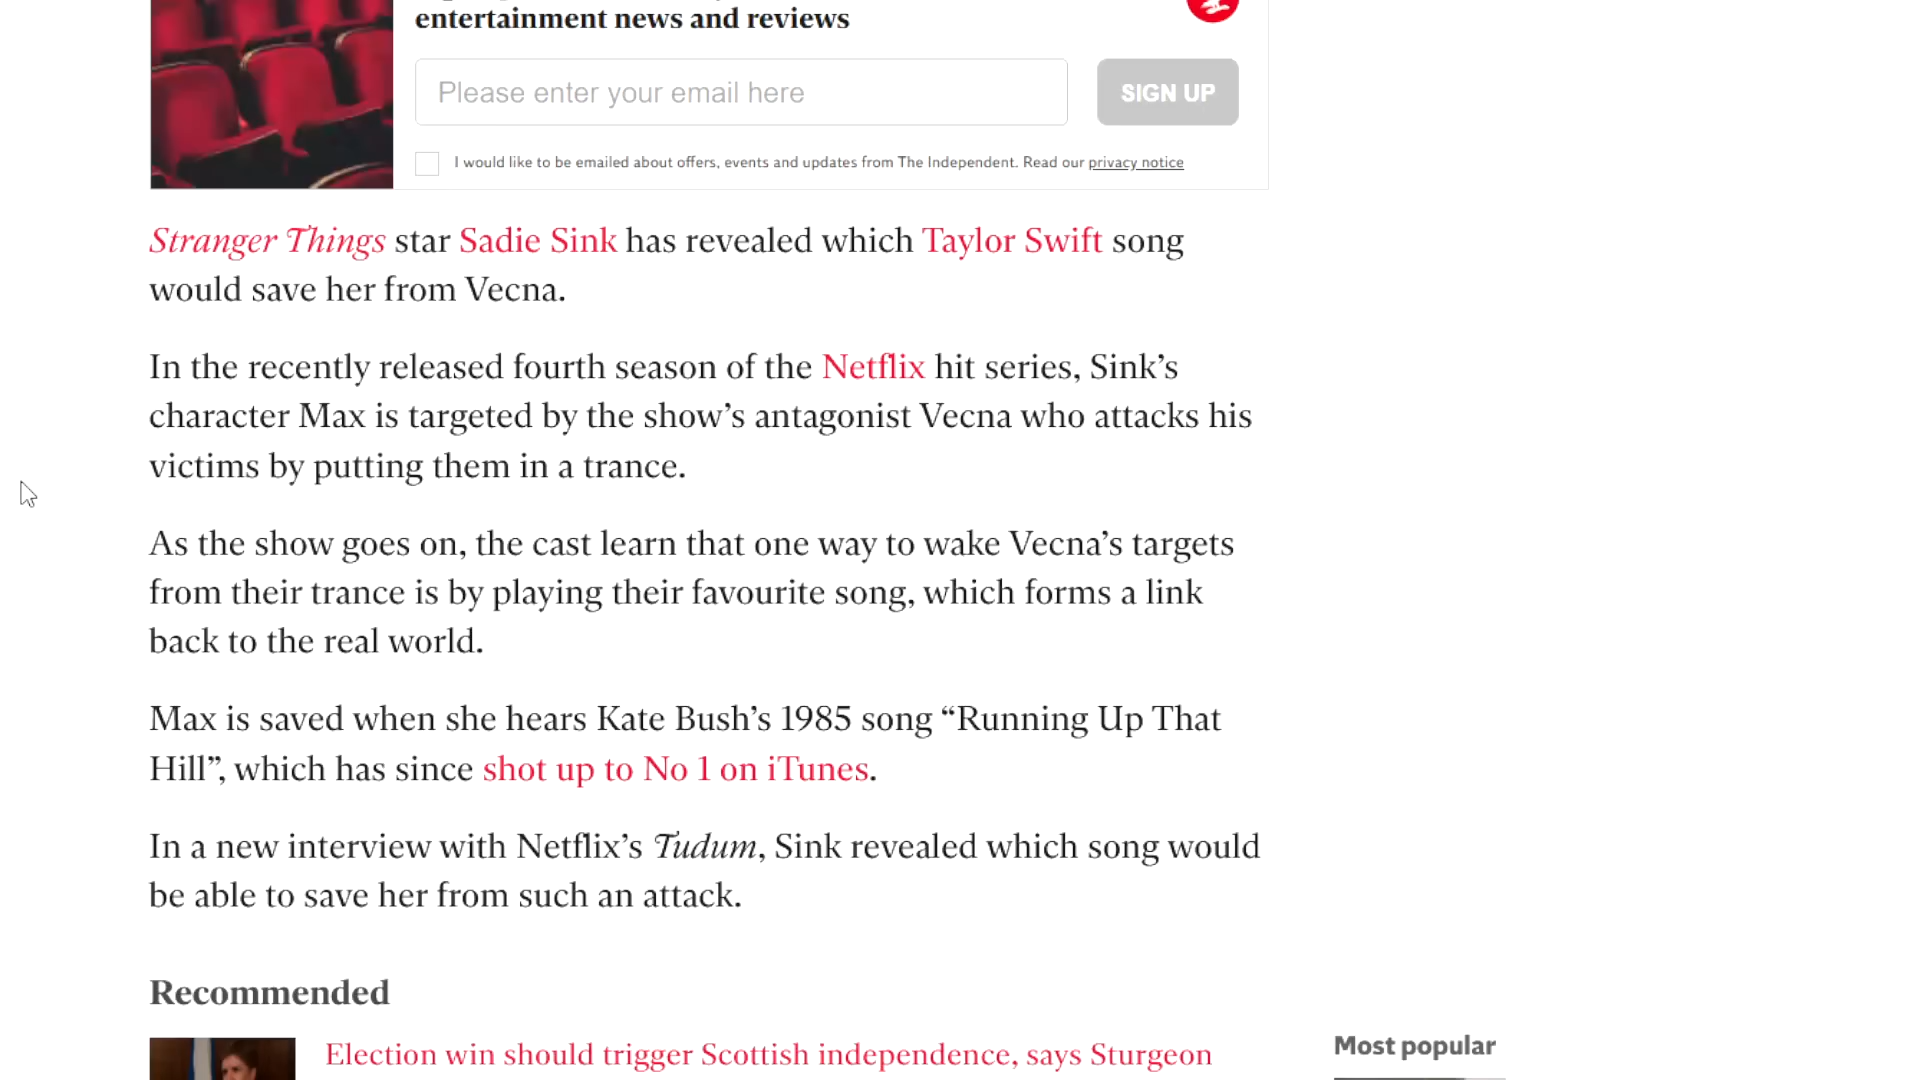 entertainment news and reviews
Please enter your email here
SIGN UP
I would like to be emailed about offers, events and updates from The Independent. Read our privacy notice
Stranger Things star Sadie Sink has revealed which Taylor Swift song
would save her from Vecna.
In the recently released fourth season of the Netflix hit series, Sink’s
character Max is targeted by the show’s antagonist Vecna who attacks his
victims by putting them in a trance.
As the show goes on, the cast learn that one way to wake Vecna’s targets
from their trance is by playing their favourite song, which forms a link
back to the real world.
Max is saved when she hears Kate Bush’s 1985 song “Running Up That
Hill”, which has since shot up to No 1 on iTunes.
In a new interview with Netflix’s Tudum, Sink revealed which song would
be able to save her from such an attack.
Recommended
Election win should trigger Scottish independence, says Sturgeon
Most popular